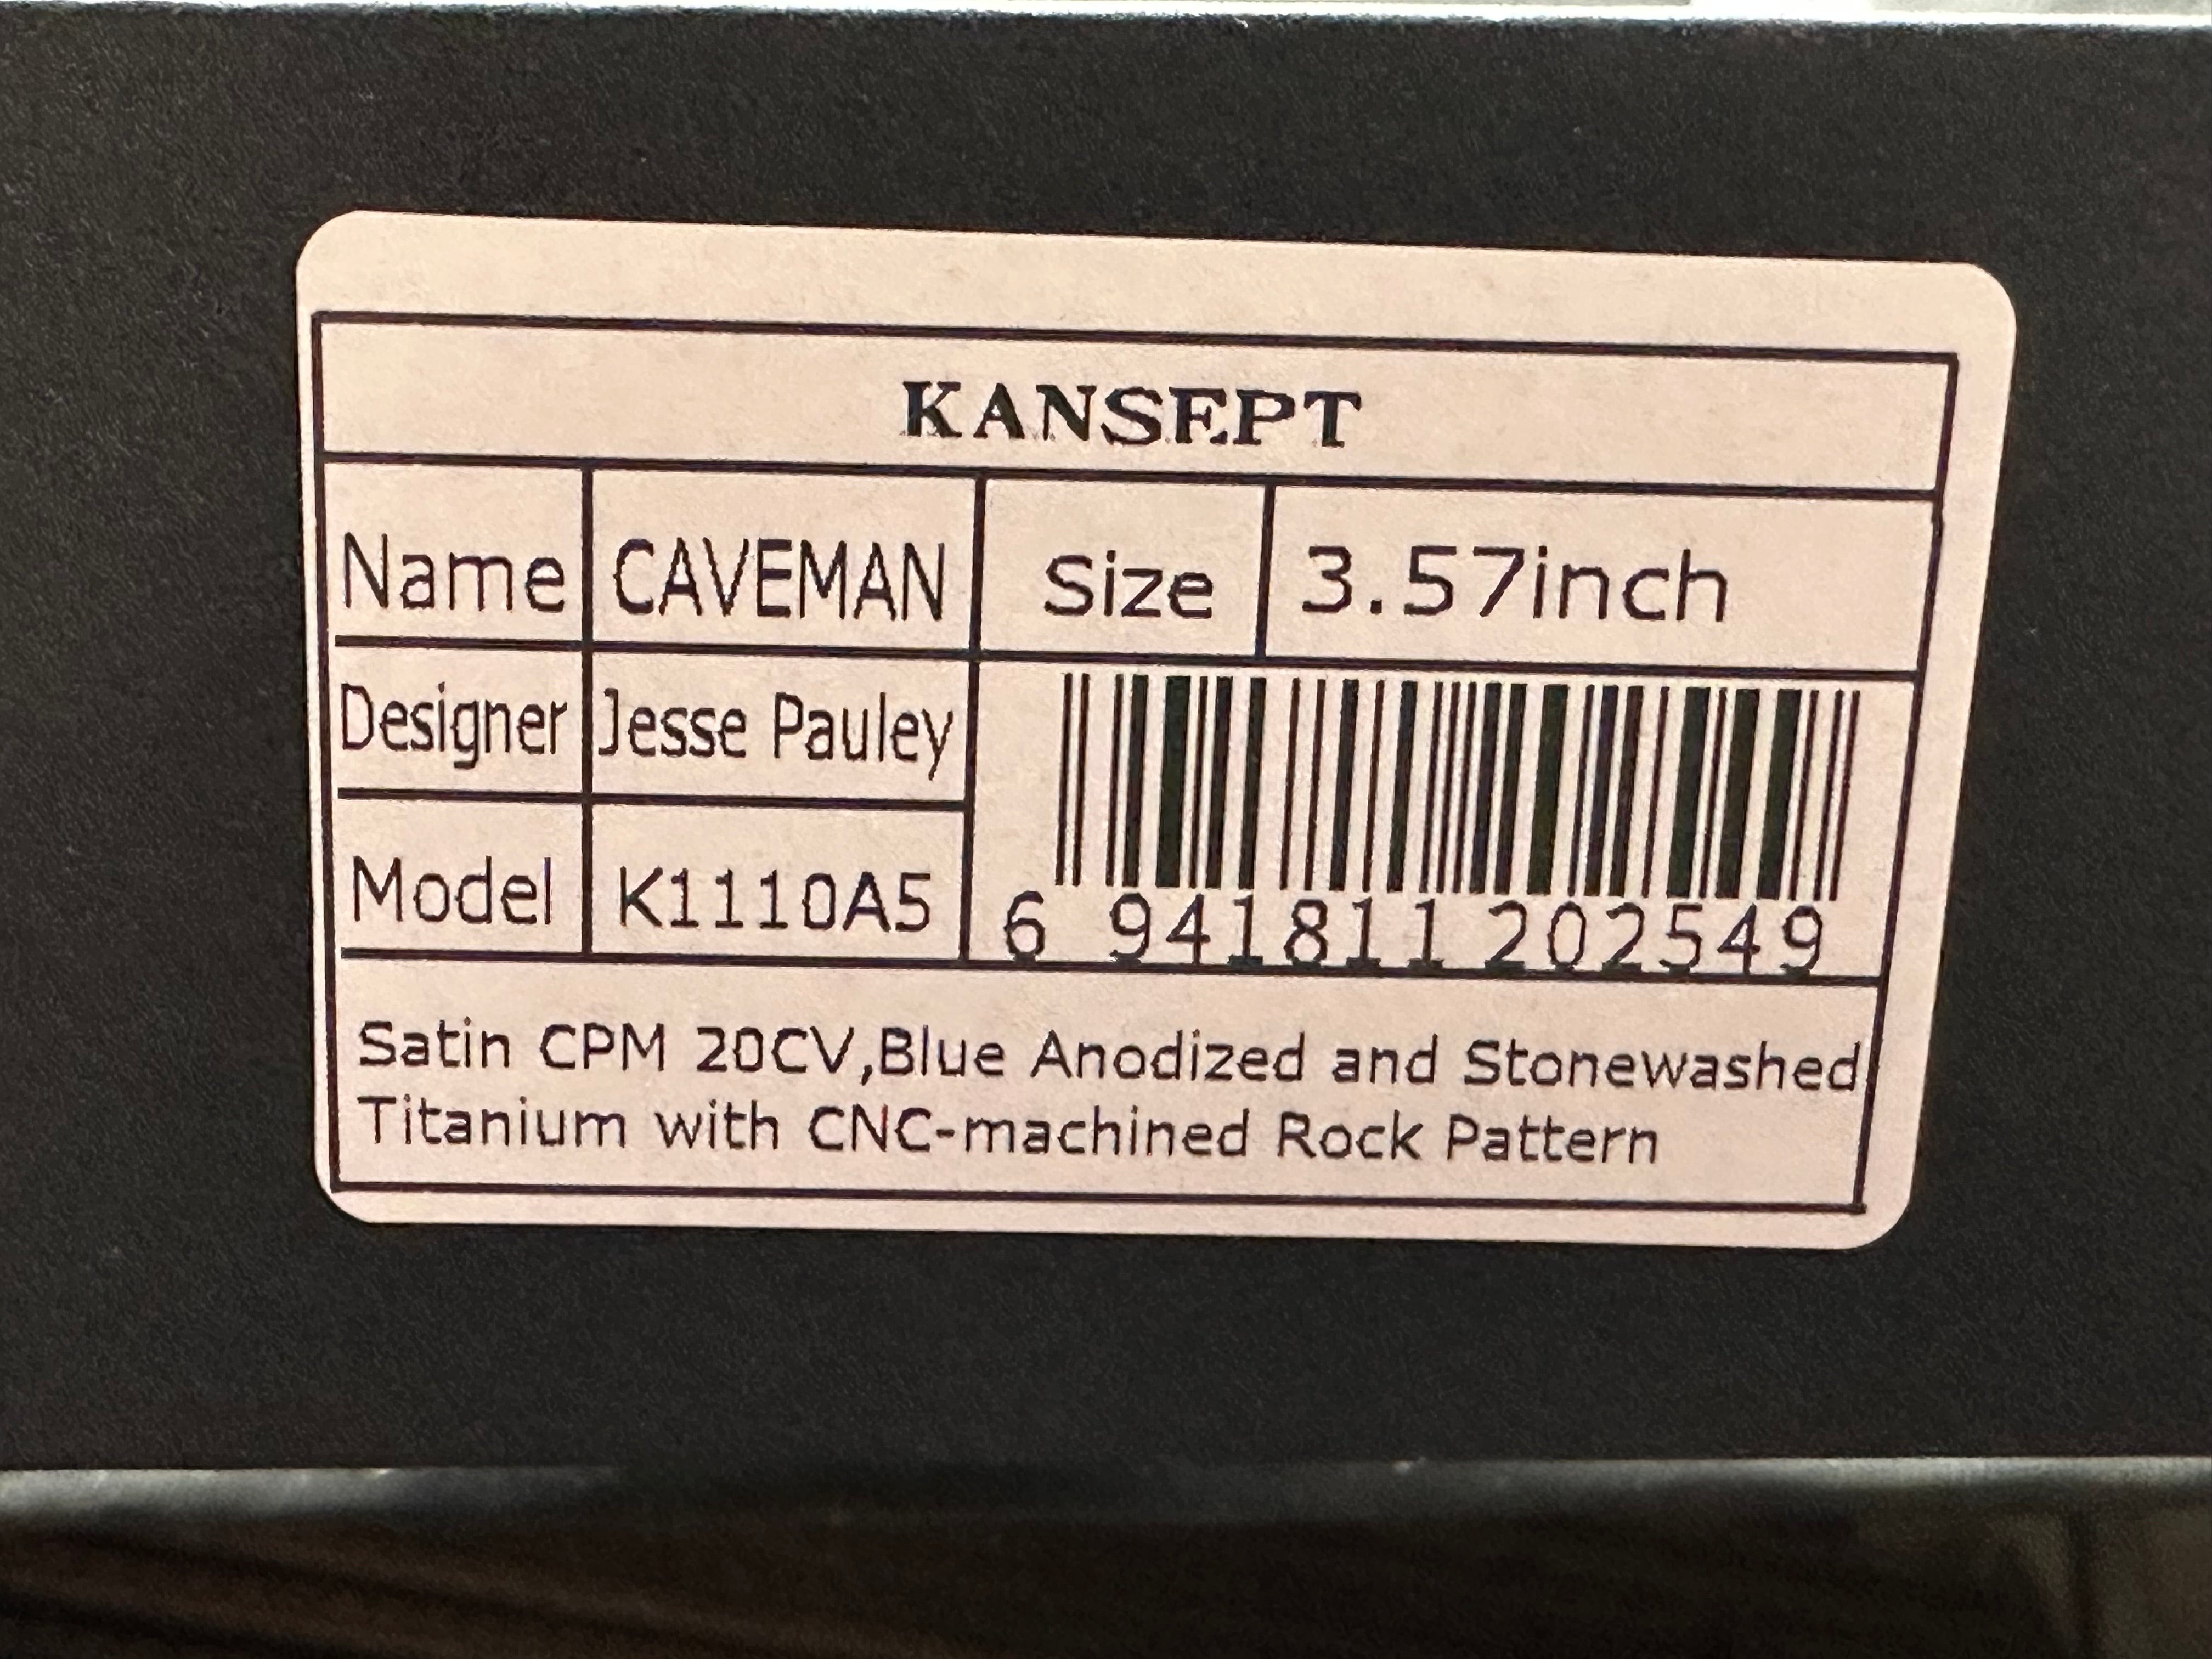 KANSEPT
Name CAVEMAN Size 3.57inch
Designer Jesse Pauley
Model K1110A5
6 941811 202549
Satin CPM 20CV,Blue Anodized and Stonewashed
Titanium with CNC-machined Rock Pattern